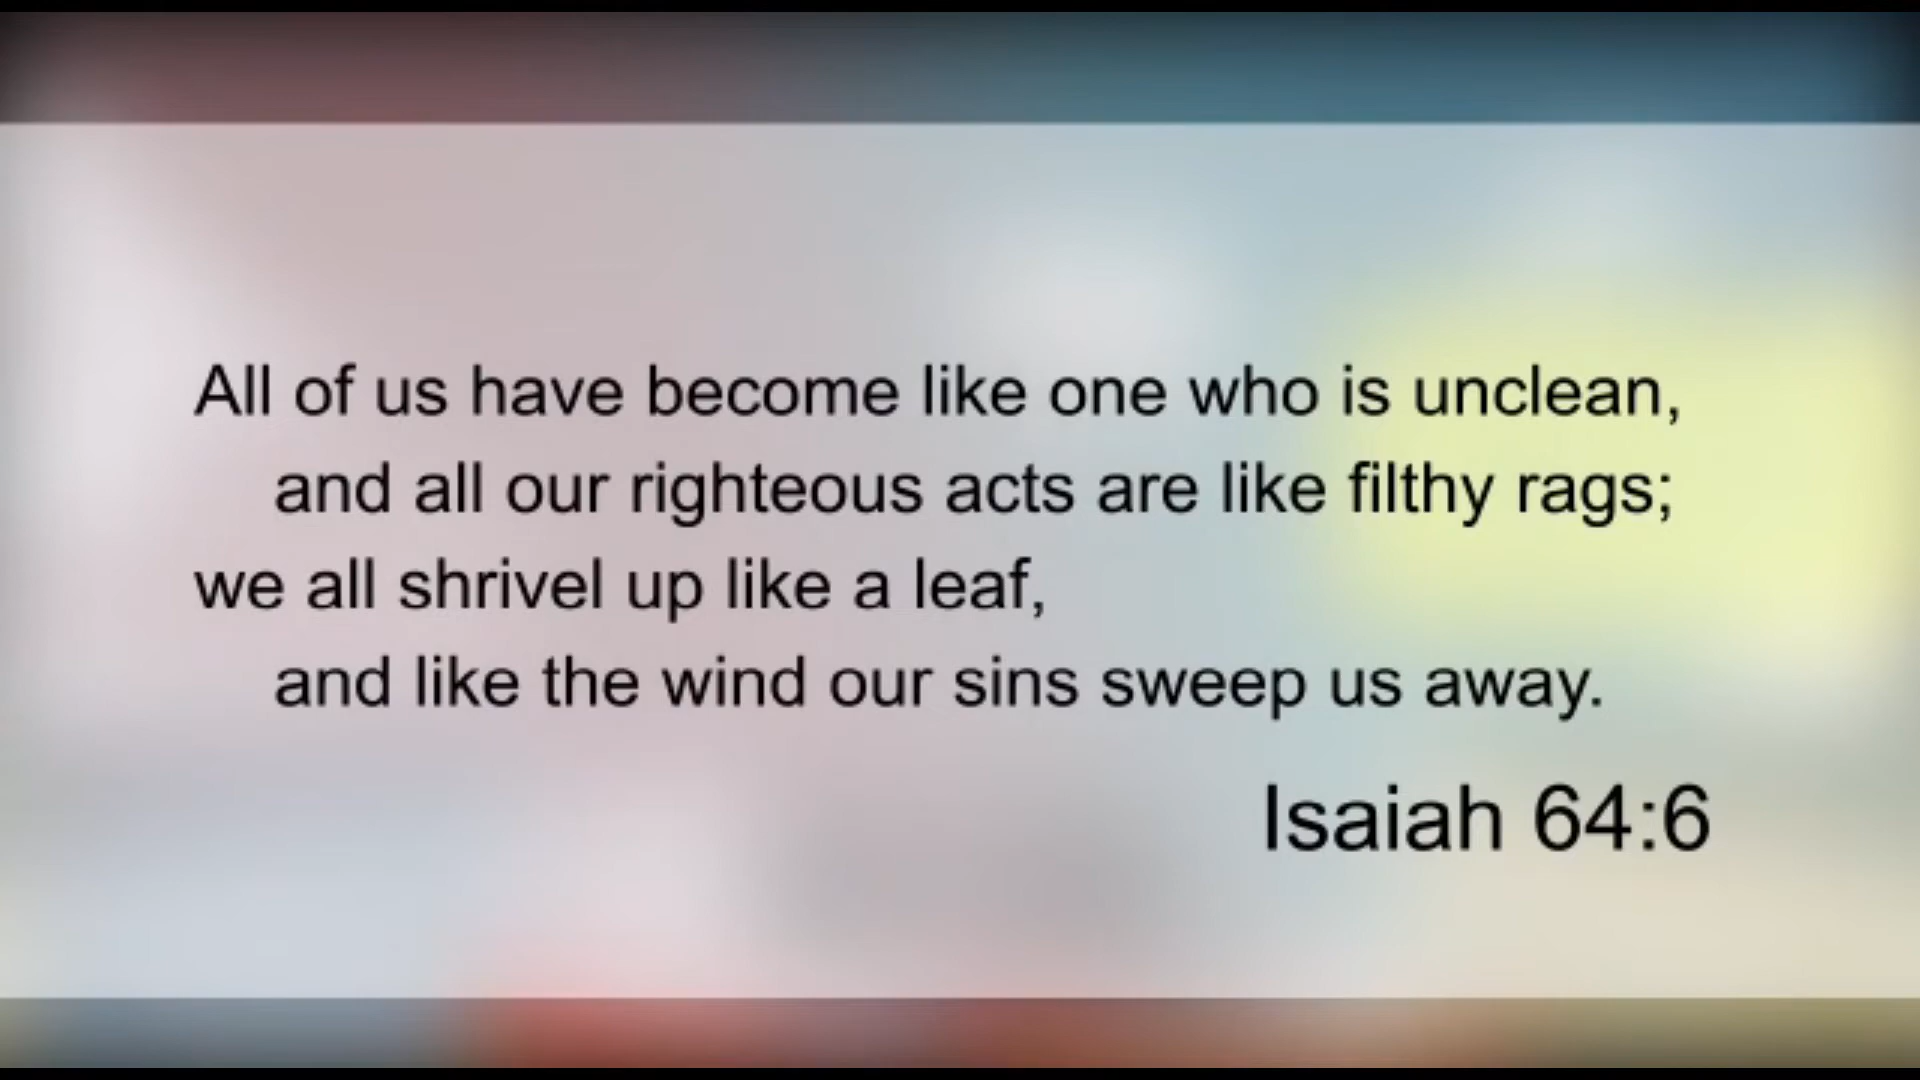 All of us have become like one who is unclean,
and all our righteous acts are like filthy rags;
we all shrivel up like a leaf,
and like the wind our sins sweep us away.
Isaiah 64:6